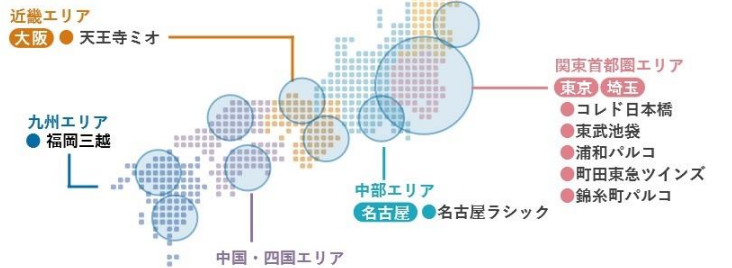 近畿エリア
大阪 ● 天王寺ミオ
関東首都圏エリア
東京 埼玉
●コレド日本橋
●東武池袋
●浦和パルコ
●町田東急ツインズ
●錦糸町パルコ
九州エリア
● 福岡三越
中部エリア
名古屋 ●名古屋ラシック
中国・四国エリア